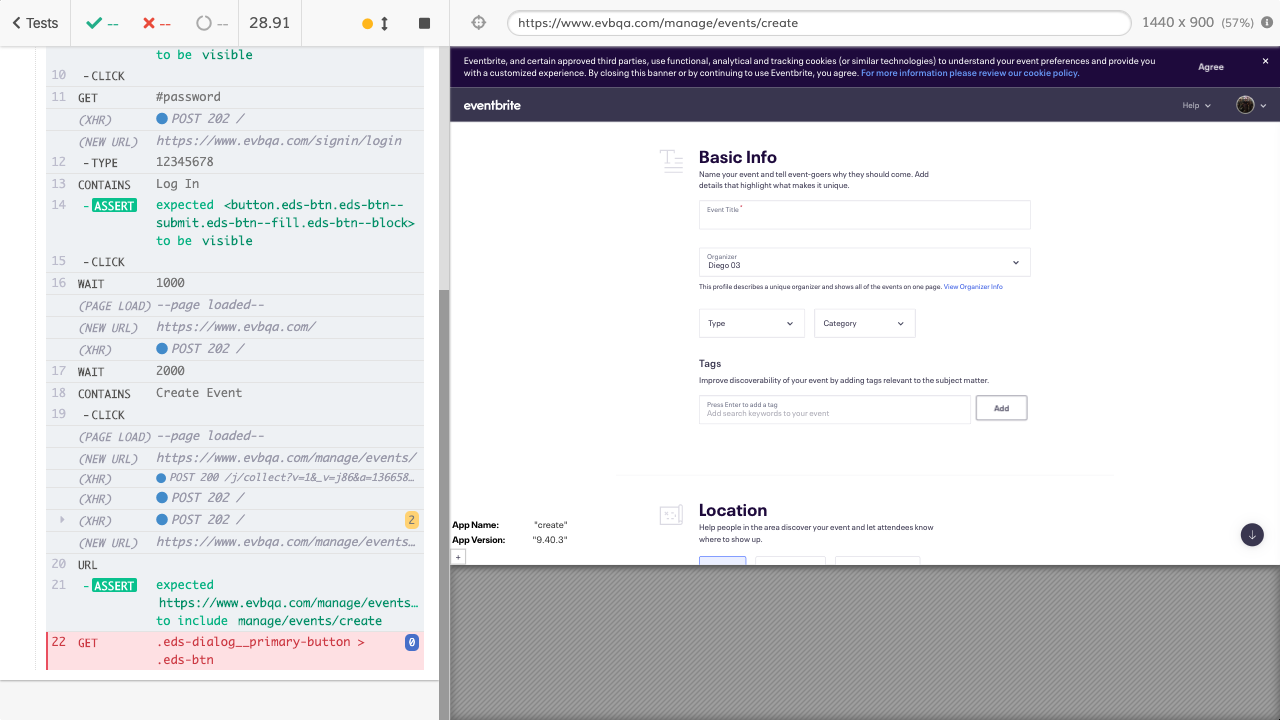 Tests
--
--
--
28.91
https://www.evbqa.com/manage/events/create
1440 x 900 (57%)
to be visible
10 -CLICK
11 GET #password
(XHR) POST 202 /
(NEW URL) https://www.evbqa.com/signin/login
12 -TYPE 12345678
13 CONTAINS Log In
14 -ASSERT expected <button.eds-btn.eds-btn--
submit.eds-btn--fill.eds-btn--block>
to be visible
15 -CLICK
16 WAIT 1000
(PAGE LOAD) --page loaded--
(NEW URL) https://www.evbqa.com/
(XHR) POST 202 /
17 WAIT 2000
18 CONTAINS Create Event
19 -CLICK
(PAGE LOAD) --page loaded--
(NEW URL) https://www.evbqa.com/manage/events/
(XHR) POST 200 /j/collect?v=1&_v=j86&a=136658…
(XHR) POST 202 /
(XHR) POST 202 / 2
(NEW URL) https://www.evbqa.com/manage/events…
20 URL
21 -ASSERT expected
https://www.evbqa.com/manage/events…
to include manage/events/create
22 GET .eds-dialog__primary-button > 0
.eds-btn
Eventbrite, and certain approved third parties, use functional, analytical and tracking cookies (or similar technologies) to understand your event preferences and provide you
with a customized experience. By closing this banner or by continuing to use Eventbrite, you agree. For more information please review our cookie policy.
Agree
×
eventbrite
Help
Basic Info
Name your event and tell event-goers why they should come. Add
details that highlight what makes it unique.
Event Title *
Organizer
Diego 03
This profile describes a unique organizer and shows all of the events on one page. View Organizer Info
Type
Category
Tags
Improve discoverability of your event by adding tags relevant to the subject matter.
Press Enter to add a tag
Add search keywords to your event
Add
Location
Help people in the area discover your event and let attendees know
where to show up.
App Name: "create"
App Version: "9.40.3"
+